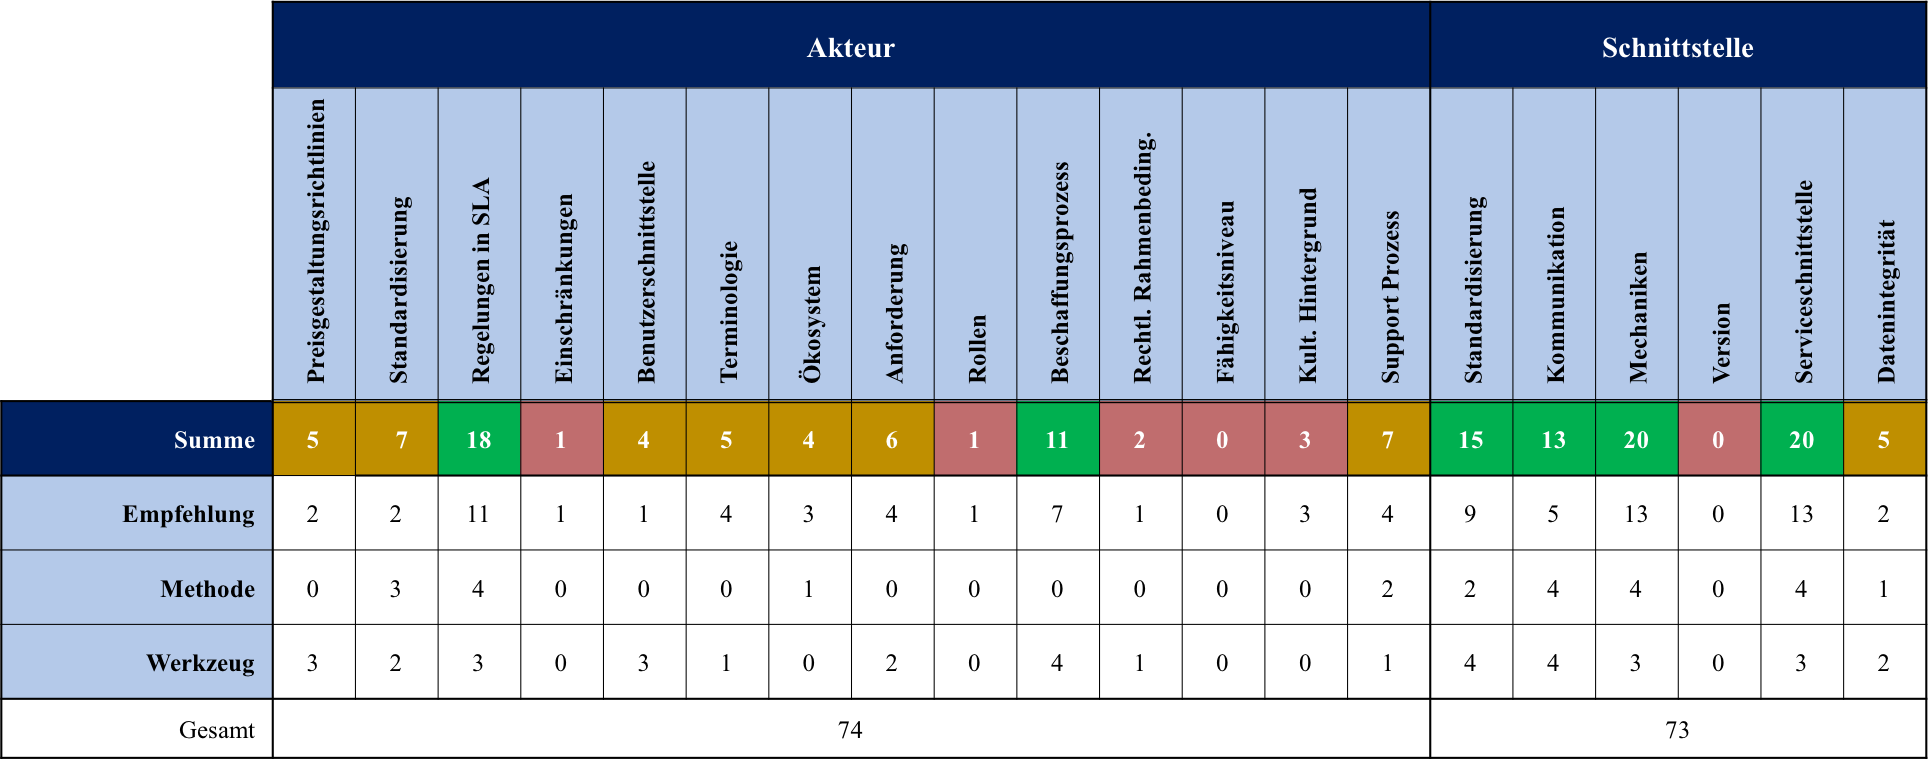 Akteur Schnittstelle
Preisgestaltungsrichtlinien Standardisierung Regelungen in SLA Einschränkungen Benutzerschnittstelle Terminologie Ökosystem Anforderung Rollen Beschaffungsprozess Rechtl. Rahmenbeding. Fähigkeitsniveau Kult. Hintergrund Support Prozess Standardisierung Kommunikation Mechaniken Version Serviceschnittstelle Datenintegrität
Summe 5 7 18 1 4 5 4 6 1 11 2 0 3 7 15 13 20 0 20 5
Empfehlung 2 2 11 1 1 4 3 4 1 7 1 0 3 4 9 5 13 0 13 2
Methode 0 3 4 0 0 0 1 0 0 0 0 0 0 2 2 4 4 0 4 1
Werkzeug 3 2 3 0 3 1 0 2 0 4 1 0 0 1 4 4 3 0 3 2
Gesamt 74 73